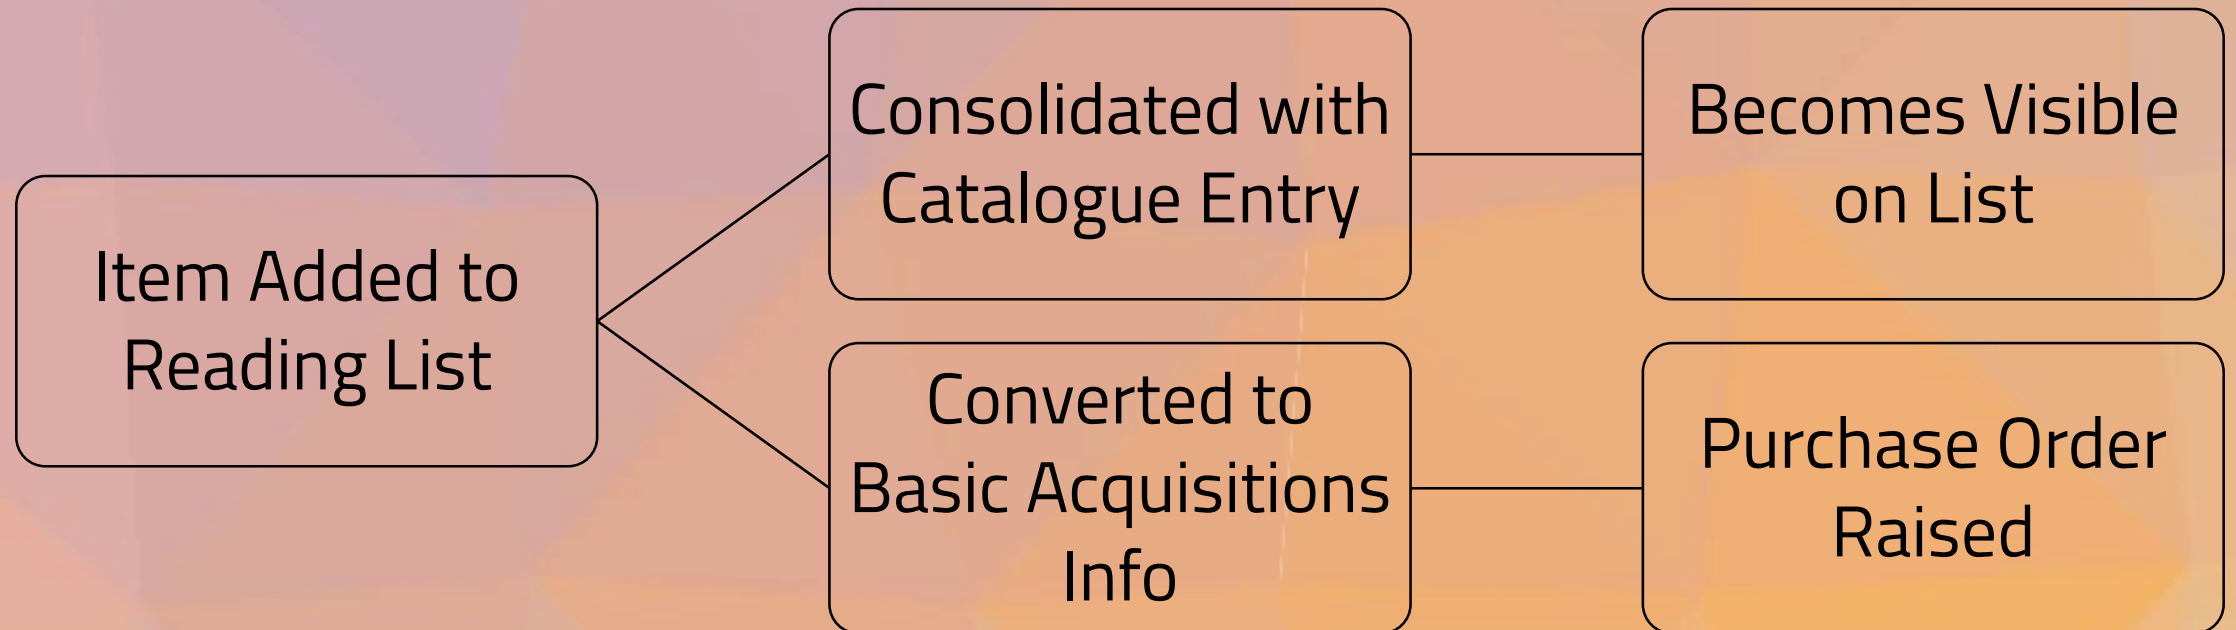 Item Added to
Reading List
Consolidated with
Catalogue Entry
Becomes Visible
on List
Converted to
Basic Acquisitions
Info
Purchase Order
Raised